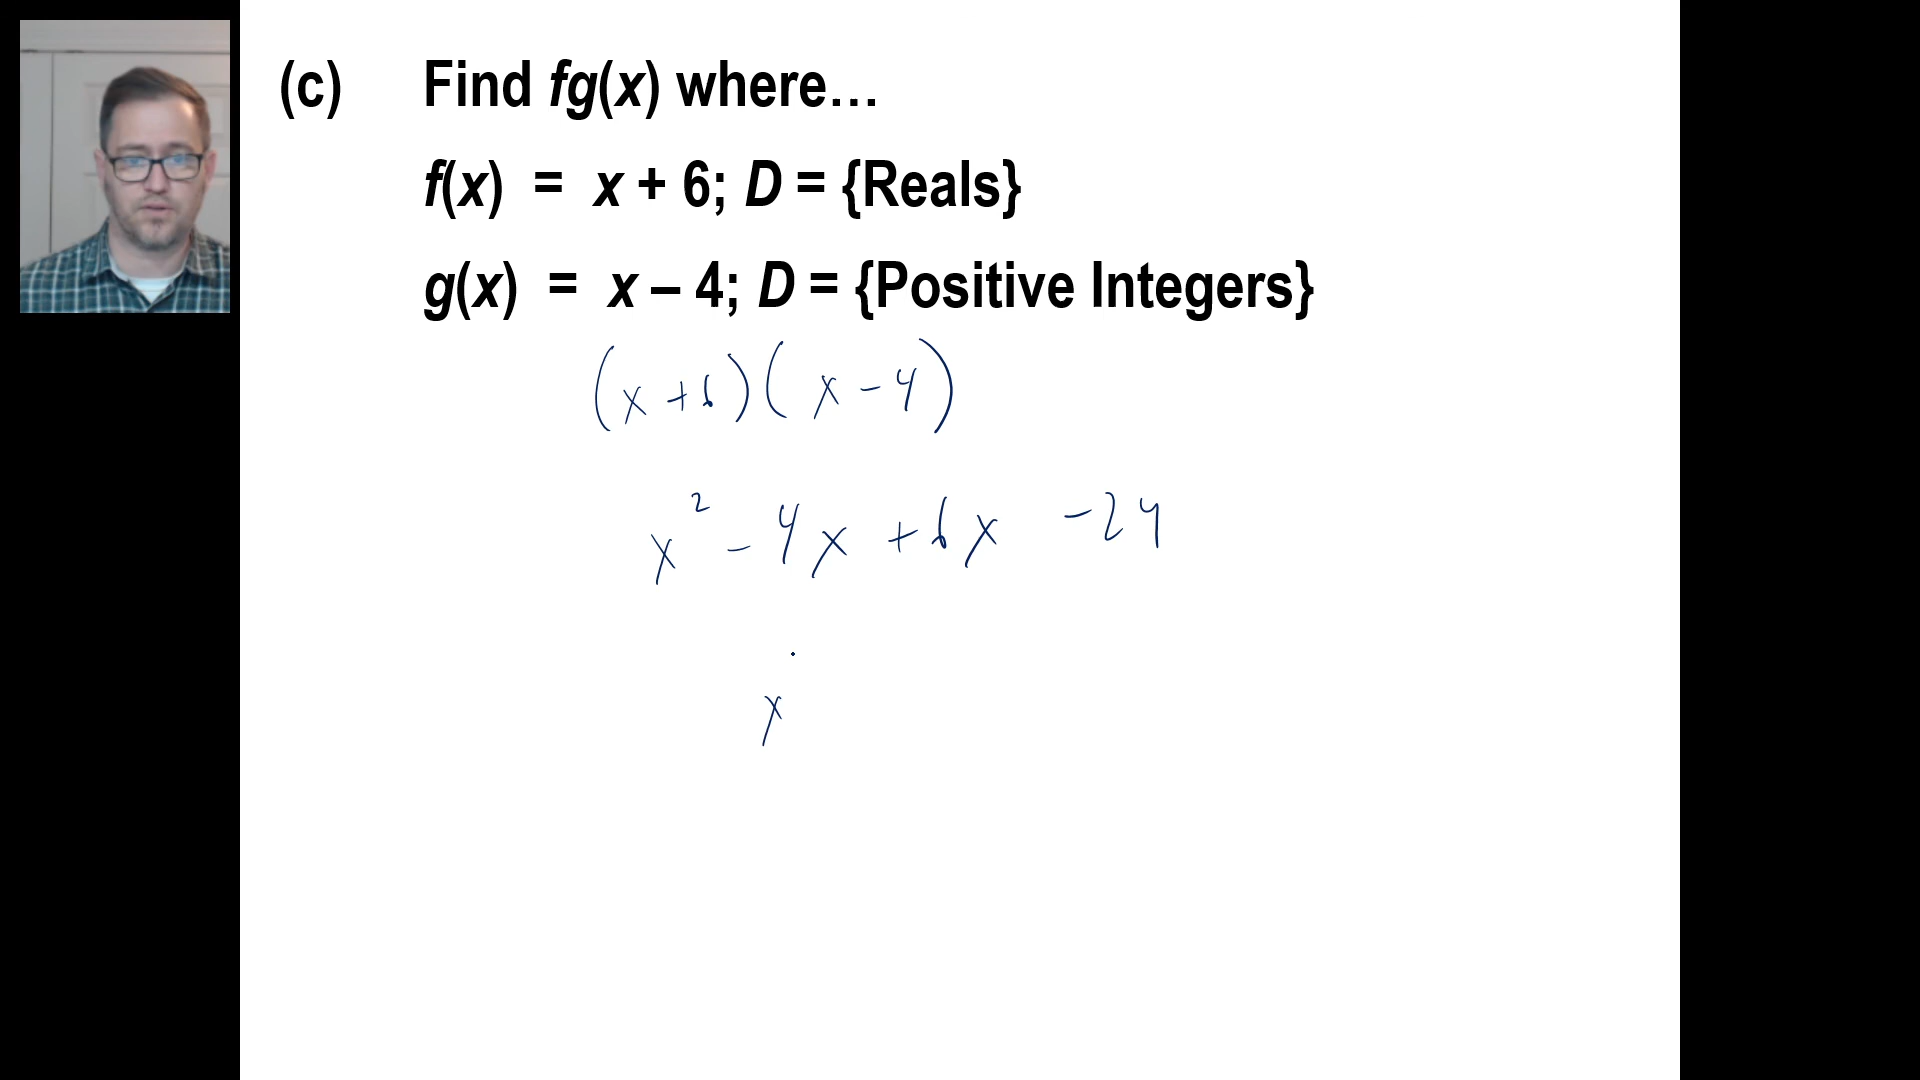 (c) Find fg(x) where…
f(x) = x + 6; D = {Reals}
g(x) = x – 4; D = {Positive Integers}
(x+6)(x-4)
x² - 4x + 6x - 24
x